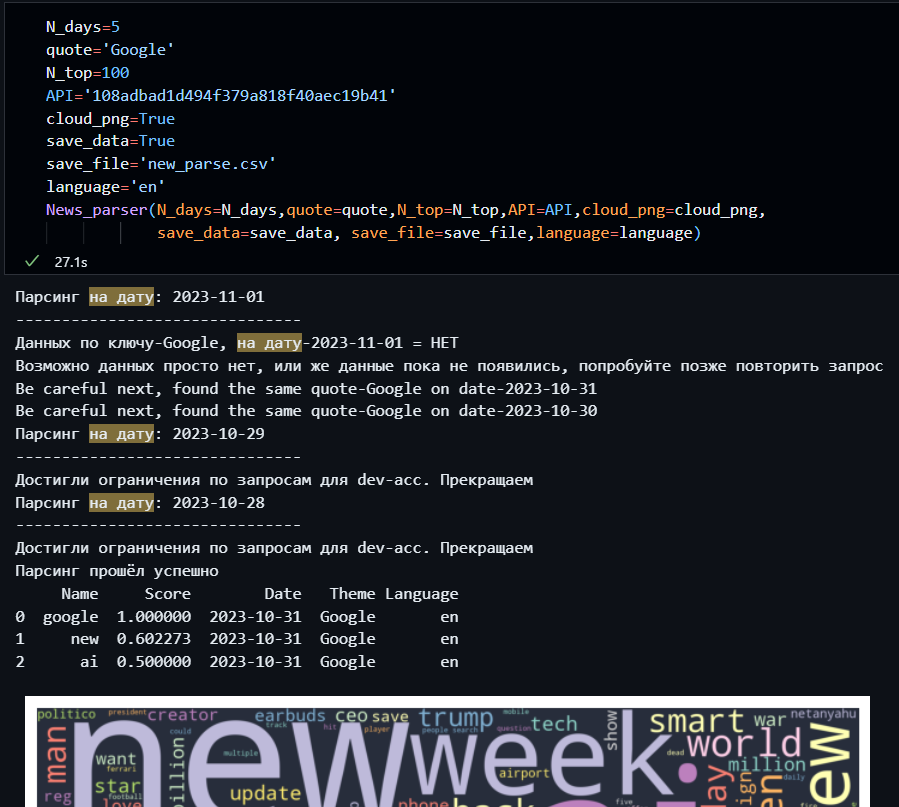 N_days=5
quote='Google'
N_top=100
API='108adbad1d494f379a818f40aec19b41'
cloud_png=True
save_data=True
save_file='new_parse.csv'
language='en'
News_parser(N_days=N_days,quote=quote,N_top=N_top,API=API,cloud_png=cloud_png,
save_data=save_data, save_file=save_file,language=language)
27.1s
Парсинг на дату: 2023-11-01
-------------------------------
Данных по ключу-Google, на дату-2023-11-01 = НЕТ
Возможно данных просто нет, или же данные пока не появились, попробуйте позже повторить запрос
Be careful next, found the same quote-Google on date-2023-10-31
Be careful next, found the same quote-Google on date-2023-10-30
Парсинг на дату: 2023-10-29
-------------------------------
Достигли ограничения по запросам для dev-acc. Прекращаем
Парсинг на дату: 2023-10-28
-------------------------------
Достигли ограничения по запросам для dev-acc. Прекращаем
Парсинг прошёл успешно
Name Score Date Theme Language
0 google 1.000000 2023-10-31 Google en
1 new 0.602273 2023-10-31 Google en
2 ai 0.500000 2023-10-31 Google en
politico president creator earbuds ceo save trump mobile tech show smart war netanyahu
track hit player people search question
man could new week world
want multiple dead million
ferrari billion airport daily
star football update
reg love phone back five day